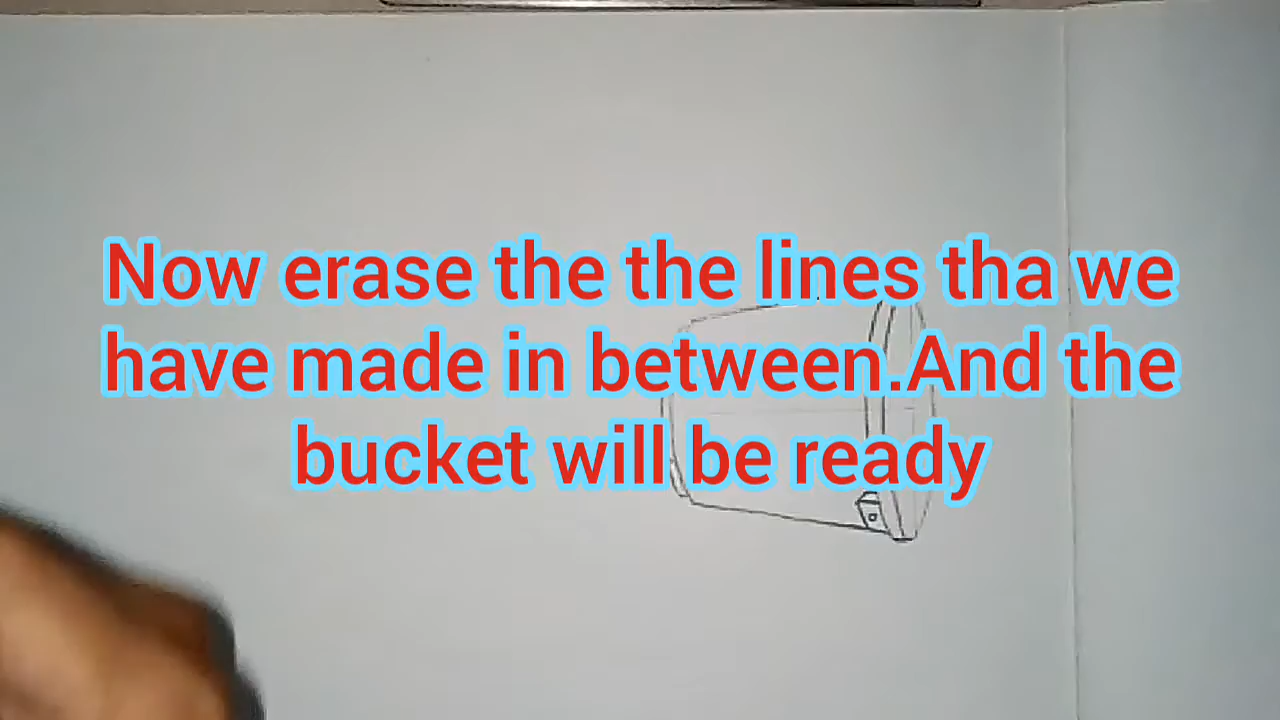 Now erase the the lines tha we
have made in between.And the
bucket will be ready